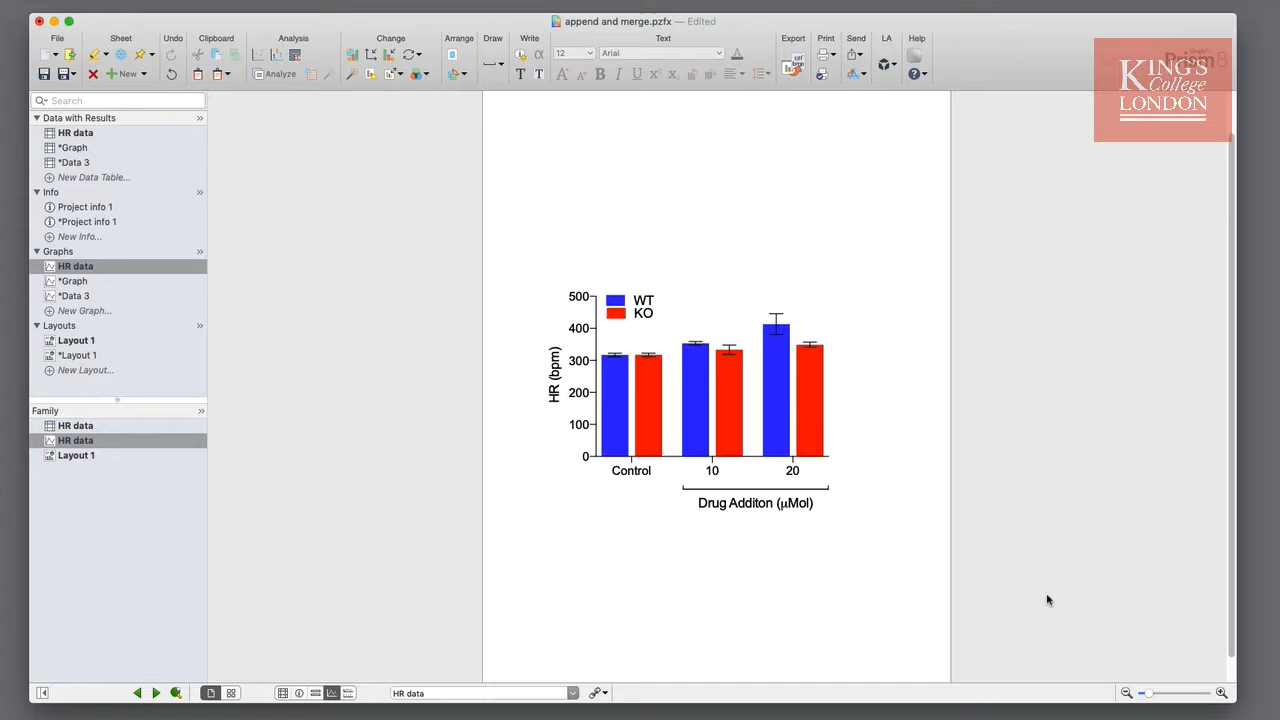 append and merge.pzfx — Edited
File Sheet Undo Clipboard Analysis Change Arrange Draw Write Text Export Print Send LA Help
12 Arial
New Analyze
Prism 8
KING'S
College
LONDON
Search
Data with Results
HR data
*Graph
*Data 3
New Data Table...
Info
Project info 1
*Project info 1
New Info...
Graphs
HR data
*Graph
*Data 3
New Graph...
Layouts
Layout 1
*Layout 1
New Layout...
Family
HR data
HR data
Layout 1
500
400
300
200
100
0
HR (bpm)
WT
KO
Control 10 20
Drug Additon (μMol)
HR data